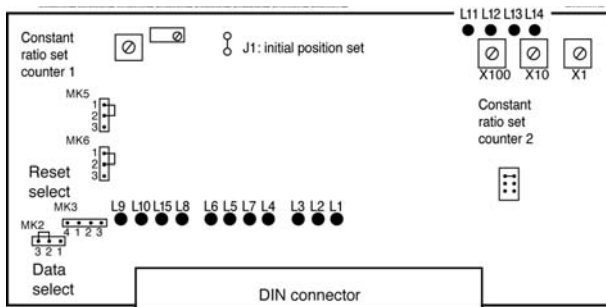 L11 L12 L13 L14
Constant
ratio set
counter 1
J1: initial position set
X100 X10 X1
MK5
1
2
3
Constant
ratio set
counter 2
MK6
1
2
3
Reset
select
MK3
4 1 2 3
L9 L10 L15 L8 L6 L5 L7 L4 L3 L2 L1
MK2
3 2 1
Data
select
DIN connector